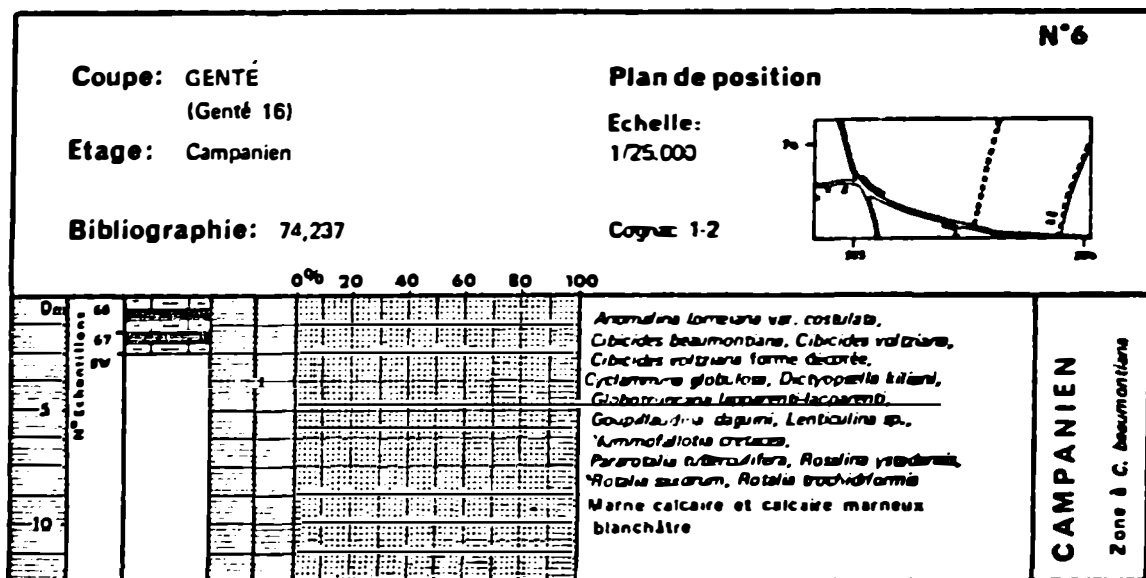 N°6
Coupe: GENTÉ
(Genté 16)
Etage: Campanien
Bibliographie: 74,237
Plan de position
Echelle:
1/25.000
Cognac 1-2
0% 20 40 60 80 100
0m
5
10
N° Echantillons
68
67
Anomalina lorneiana var. costulata,
Cibicides beaumontiana, Cibicides voltziana,
Cibicides voltziana forme décorée,
Cyclammina globulosa, Dictyopsella kiliani,
Globotruncana lapparenti-lapparenti,
Goupillaudina daguini, Lenticulina sp.,
cretacea,
Pararotalia tuberculifera, Rosalina
Rotalia saxorum, Rotalia trochidiformis
Marne calcaire et calcaire marneux
blanchâtre
CAMPANIEN
Zone à C. beaumontiana